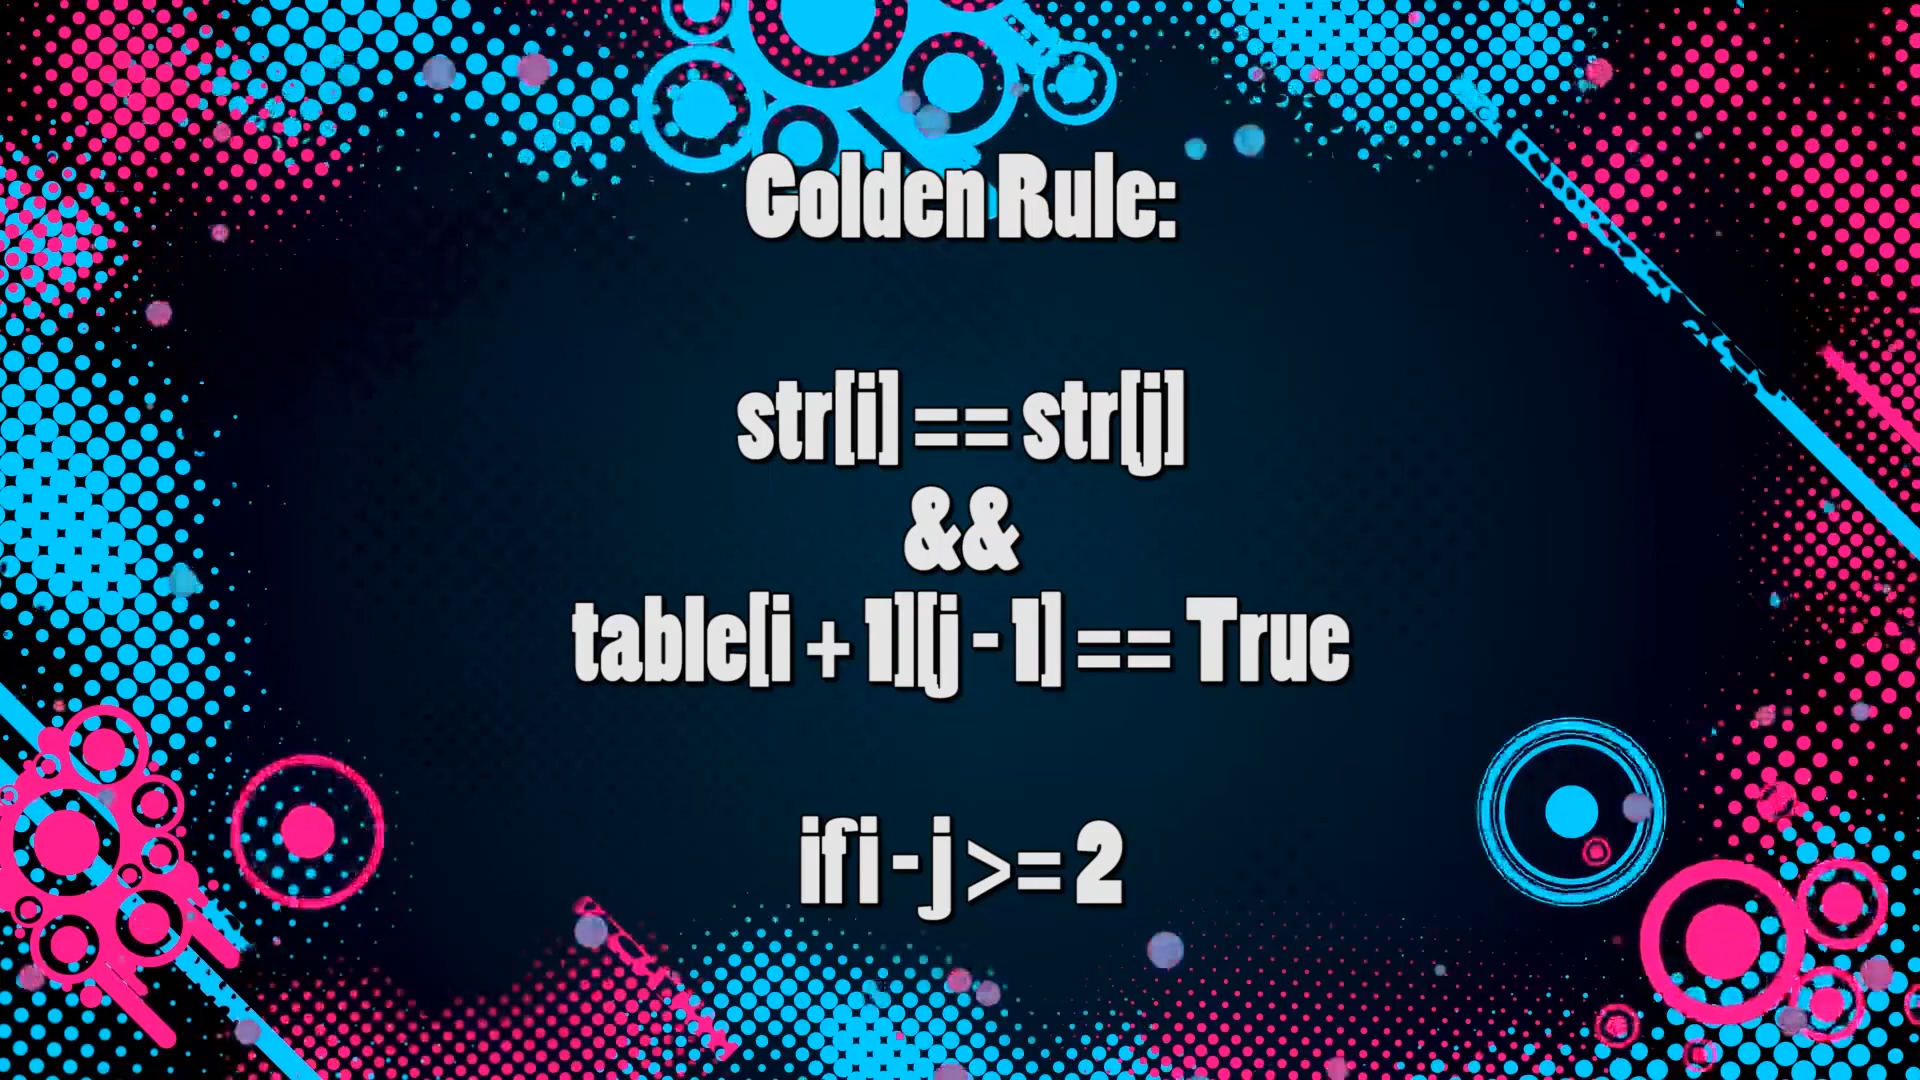 Golden Rule:
str[i] == str[j]
&&
table[i + 1][j - 1] == True
if i - j >= 2